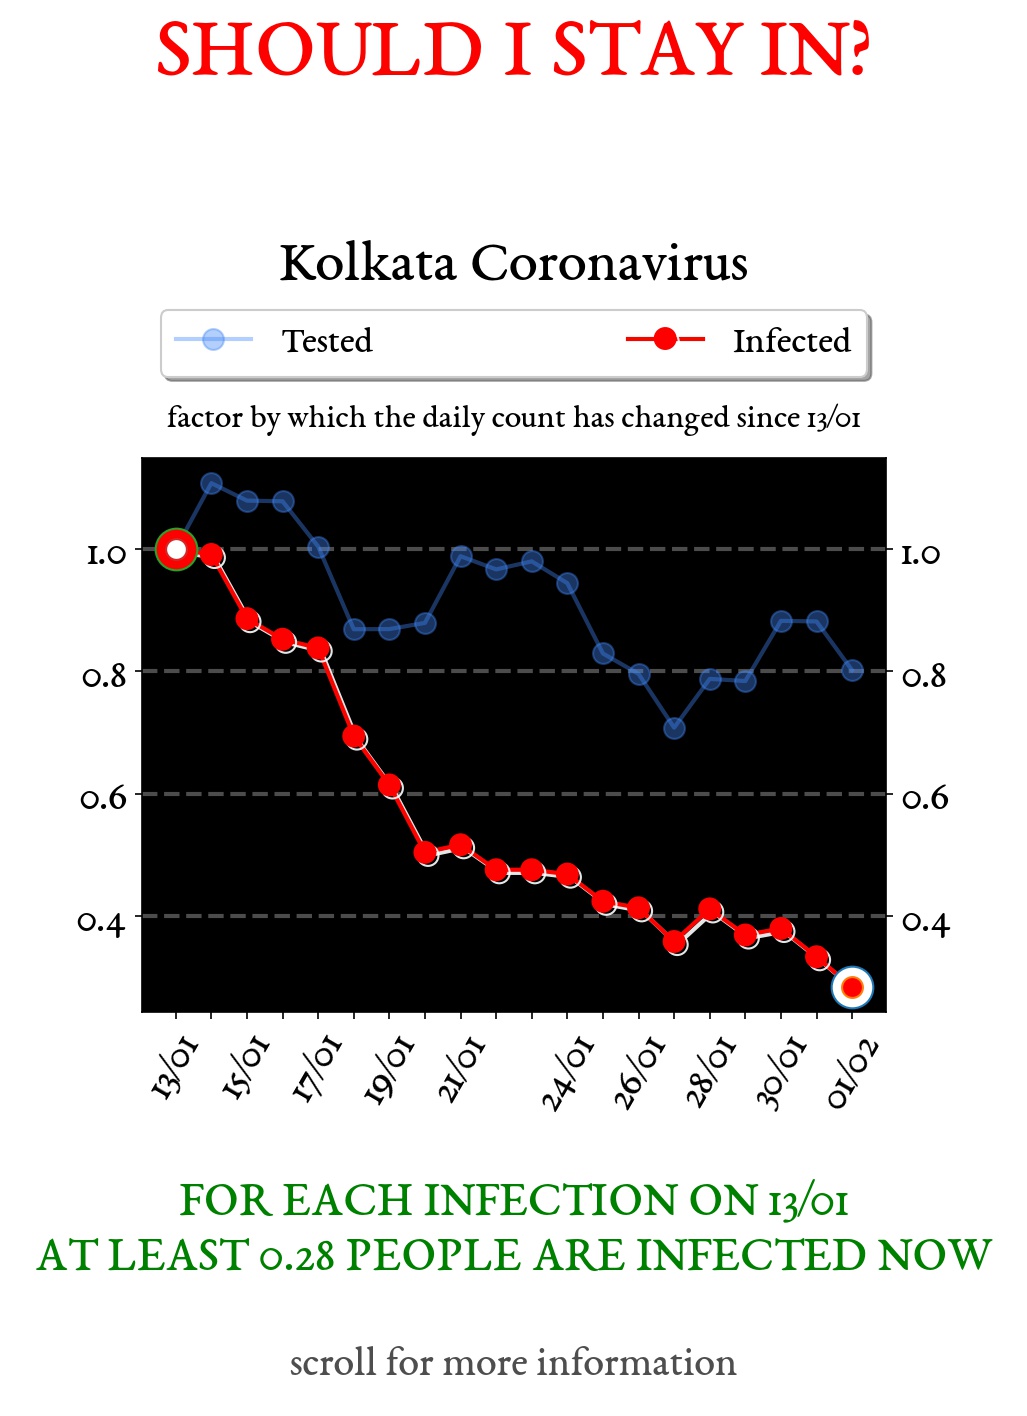 SHOULD I STAY IN?
Kolkata Coronavirus
Tested Infected
factor by which the daily count has changed since 13/01
1.0 1.0
0.8 0.8
0.6 0.6
0.4 0.4
13/01 15/01 17/01 19/01 21/01 24/01 26/01 28/01 30/01 01/02
FOR EACH INFECTION ON 13/01
AT LEAST 0.28 PEOPLE ARE INFECTED NOW
scroll for more information